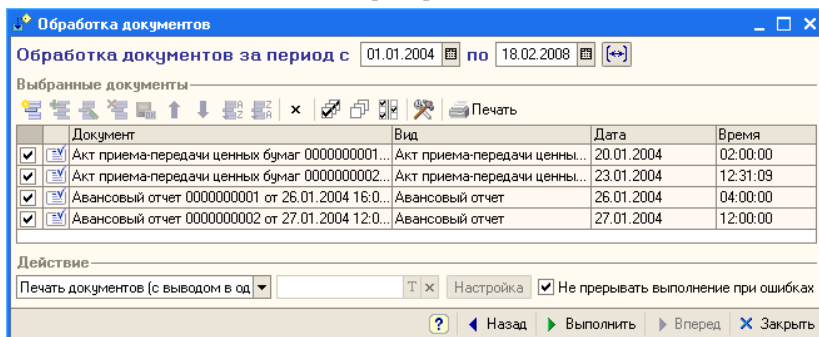 Обработка документов
Обработка документов за период с 01.01.2004 по 18.02.2008
Выбранные документы
Печать
Документ Вид Дата Время
Акт приема-передачи ценных бумаг 0000000001... Акт приема-передачи ценны... 20.01.2004 02:00:00
Акт приема-передачи ценных бумаг 0000000002... Акт приема-передачи ценны... 23.01.2004 12:31:09
Авансовый отчет 0000000001 от 26.01.2004 16:0... Авансовый отчет 26.01.2004 04:00:00
Авансовый отчет 0000000002 от 27.01.2004 12:0... Авансовый отчет 27.01.2004 12:00:00
Действие
Печать документов (с выводом в од T × Настройка Не прерывать выполнение при ошибках
? Назад Выполнить Вперед Закрыть